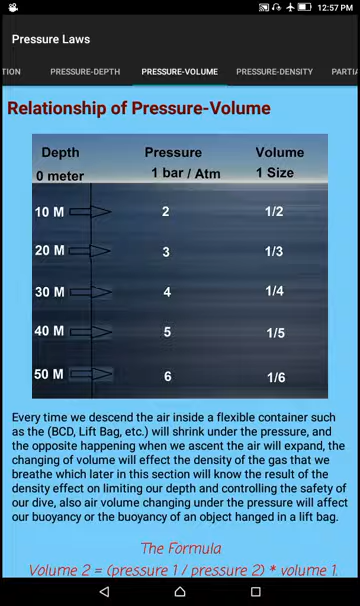 12:57 PM
Pressure Laws
TION PRESSURE-DEPTH PRESSURE-VOLUME PRESSURE-DENSITY PARTIA
Relationship of Pressure-Volume
Depth Pressure Volume
0 meter 1 bar / Atm 1 Size
10 M 2 1/2
20 M 3 1/3
30 M 4 1/4
40 M 5 1/5
50 M 6 1/6
Every time we descend the air inside a flexible container such
as the (BCD, Lift Bag, etc.) will shrink under the pressure, and
the opposite happening when we ascent the air will expand, the
changing of volume will effect the density of the gas that we
breathe which later in this section will know the result of the
density effect on limiting our depth and controlling the safety of
our dive, also air volume changing under the pressure will affect
our buoyancy or the buoyancy of an object hanged in a lift bag.
The Formula
Volume 2 = (pressure 1 / pressure 2) * volume 1.